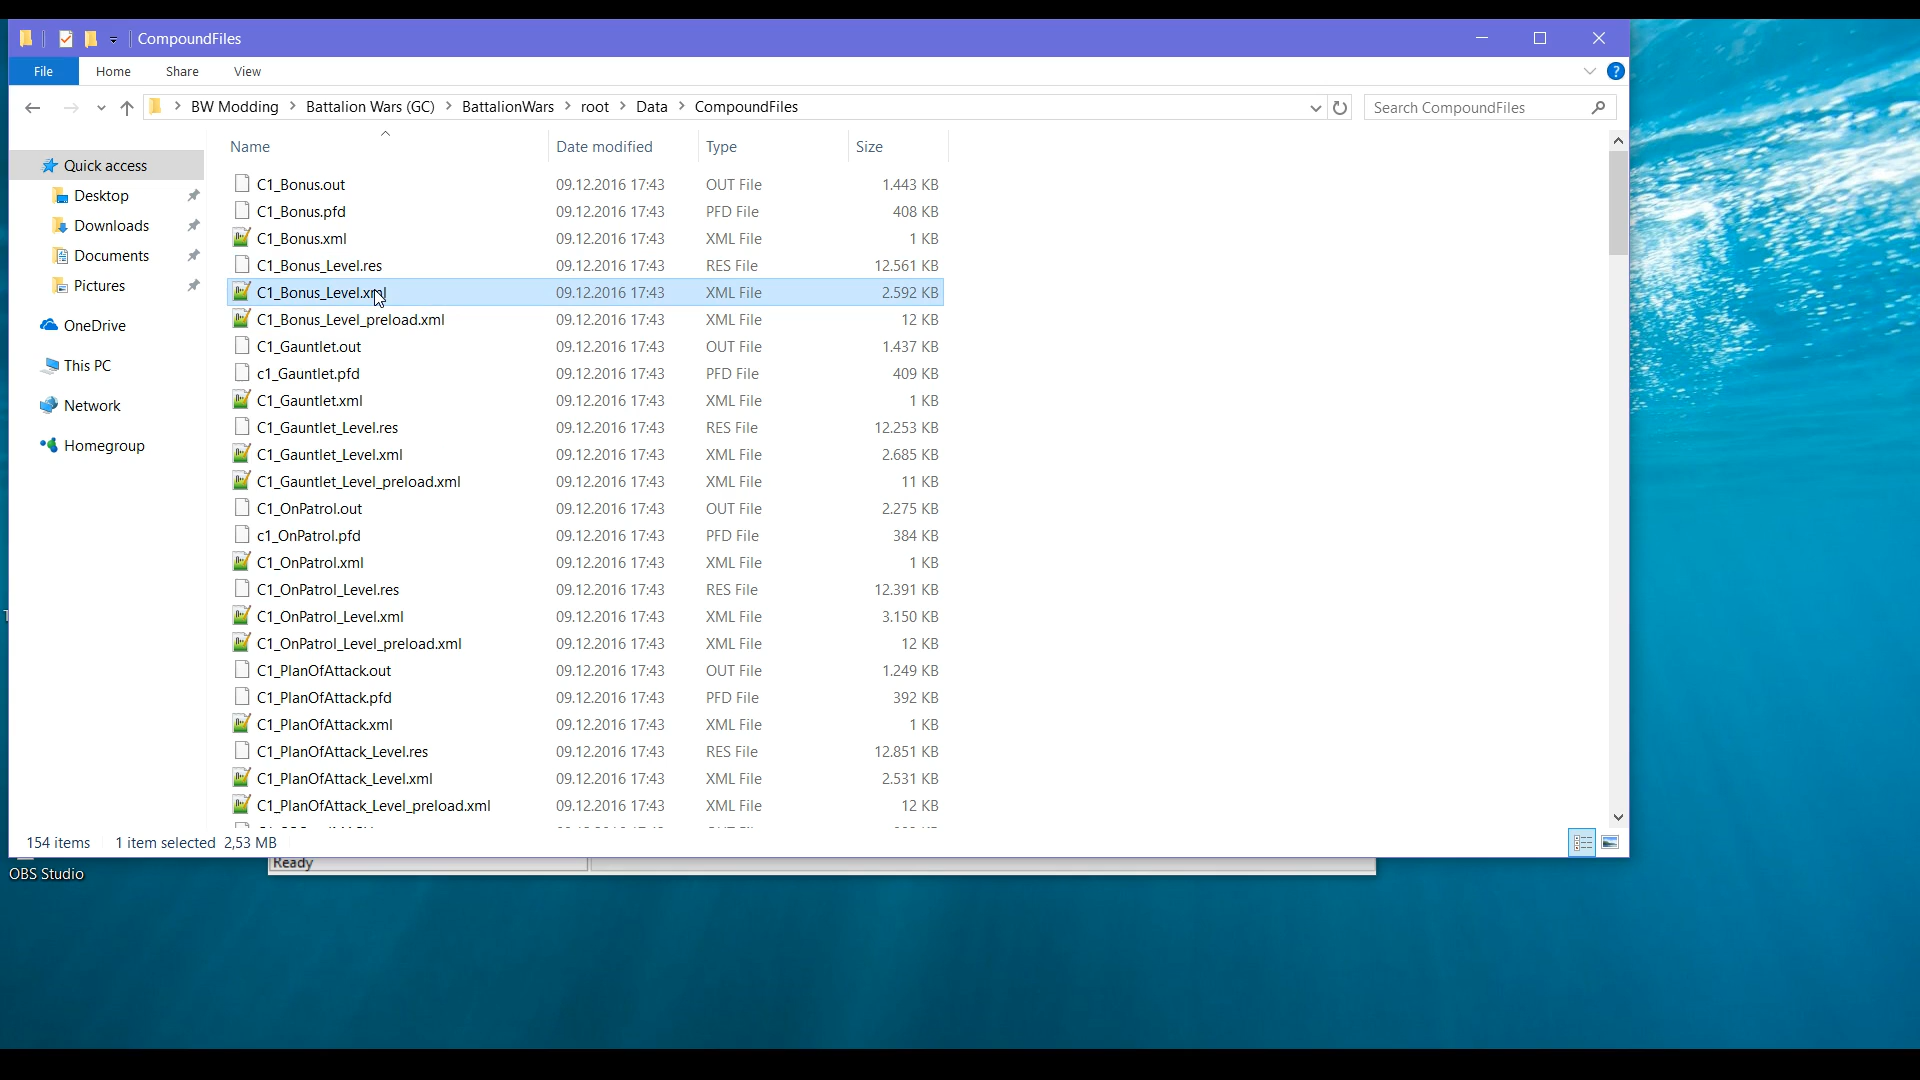 CompoundFiles
File Home Share View
BW Modding Battalion Wars (GC) BattalionWars root Data CompoundFiles Search CompoundFiles
Name Date modified Type Size
Quick access
Desktop
Downloads
Documents
Pictures
OneDrive
This PC
Network
Homegroup
C1_Bonus.out 09.12.2016 17:43 OUT File 1.443 KB
C1_Bonus.pfd 09.12.2016 17:43 PFD File 408 KB
C1_Bonus.xml 09.12.2016 17:43 XML File 1 KB
C1_Bonus_Level.res 09.12.2016 17:43 RES File 12.561 KB
C1_Bonus_Level.xml 09.12.2016 17:43 XML File 2.592 KB
C1_Bonus_Level_preload.xml 09.12.2016 17:43 XML File 12 KB
C1_Gauntlet.out 09.12.2016 17:43 OUT File 1.437 KB
c1_Gauntlet.pfd 09.12.2016 17:43 PFD File 409 KB
C1_Gauntlet.xml 09.12.2016 17:43 XML File 1 KB
C1_Gauntlet_Level.res 09.12.2016 17:43 RES File 12.253 KB
C1_Gauntlet_Level.xml 09.12.2016 17:43 XML File 2.685 KB
C1_Gauntlet_Level_preload.xml 09.12.2016 17:43 XML File 11 KB
C1_OnPatrol.out 09.12.2016 17:43 OUT File 2.275 KB
c1_OnPatrol.pfd 09.12.2016 17:43 PFD File 384 KB
C1_OnPatrol.xml 09.12.2016 17:43 XML File 1 KB
C1_OnPatrol_Level.res 09.12.2016 17:43 RES File 12.391 KB
C1_OnPatrol_Level.xml 09.12.2016 17:43 XML File 3.150 KB
C1_OnPatrol_Level_preload.xml 09.12.2016 17:43 XML File 12 KB
C1_PlanOfAttack.out 09.12.2016 17:43 OUT File 1.249 KB
C1_PlanOfAttack.pfd 09.12.2016 17:43 PFD File 392 KB
C1_PlanOfAttack.xml 09.12.2016 17:43 XML File 1 KB
C1_PlanOfAttack_Level.res 09.12.2016 17:43 RES File 12.851 KB
C1_PlanOfAttack_Level.xml 09.12.2016 17:43 XML File 2.531 KB
C1_PlanOfAttack_Level_preload.xml 09.12.2016 17:43 XML File 12 KB
154 items 1 item selected 2,53 MB
Ready
OBS Studio